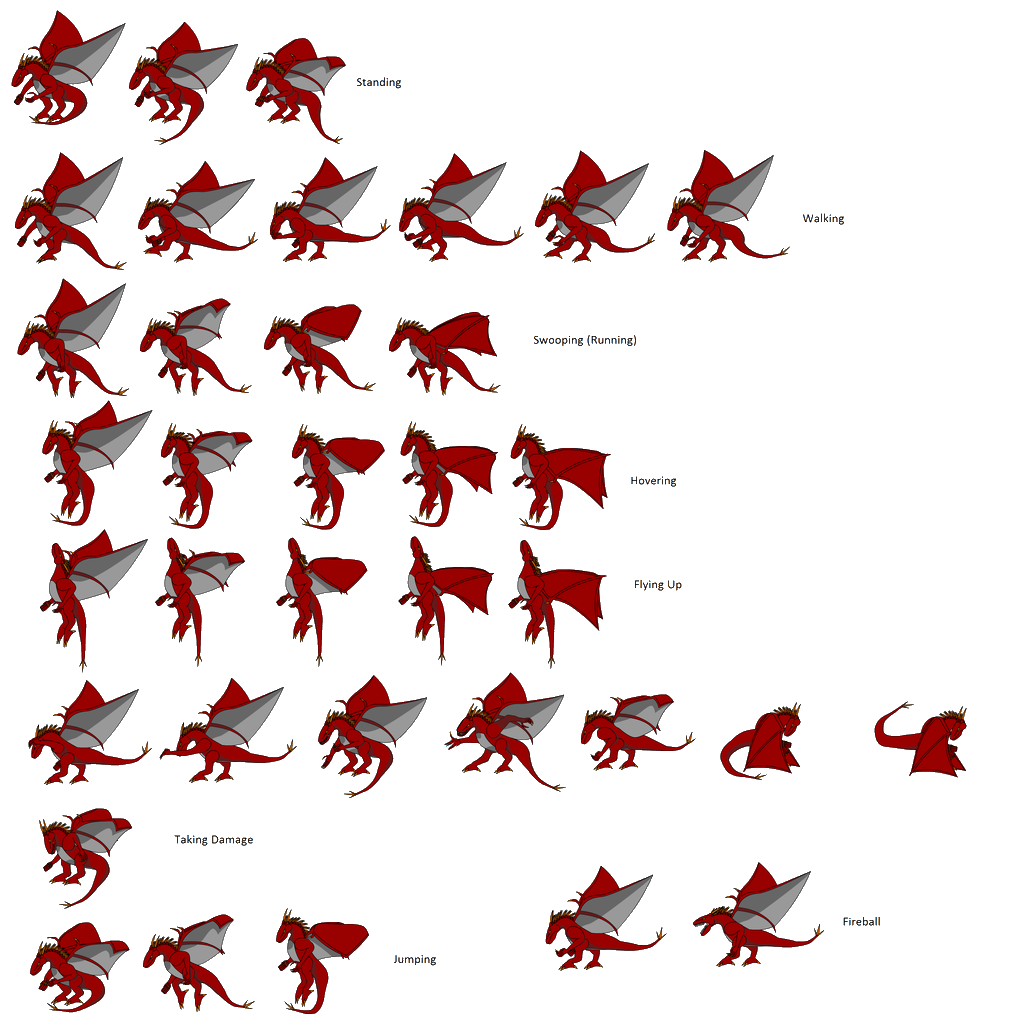 Standing
Walking
Swooping (Running)
Hovering
Flying Up
Taking Damage
Fireball
Jumping